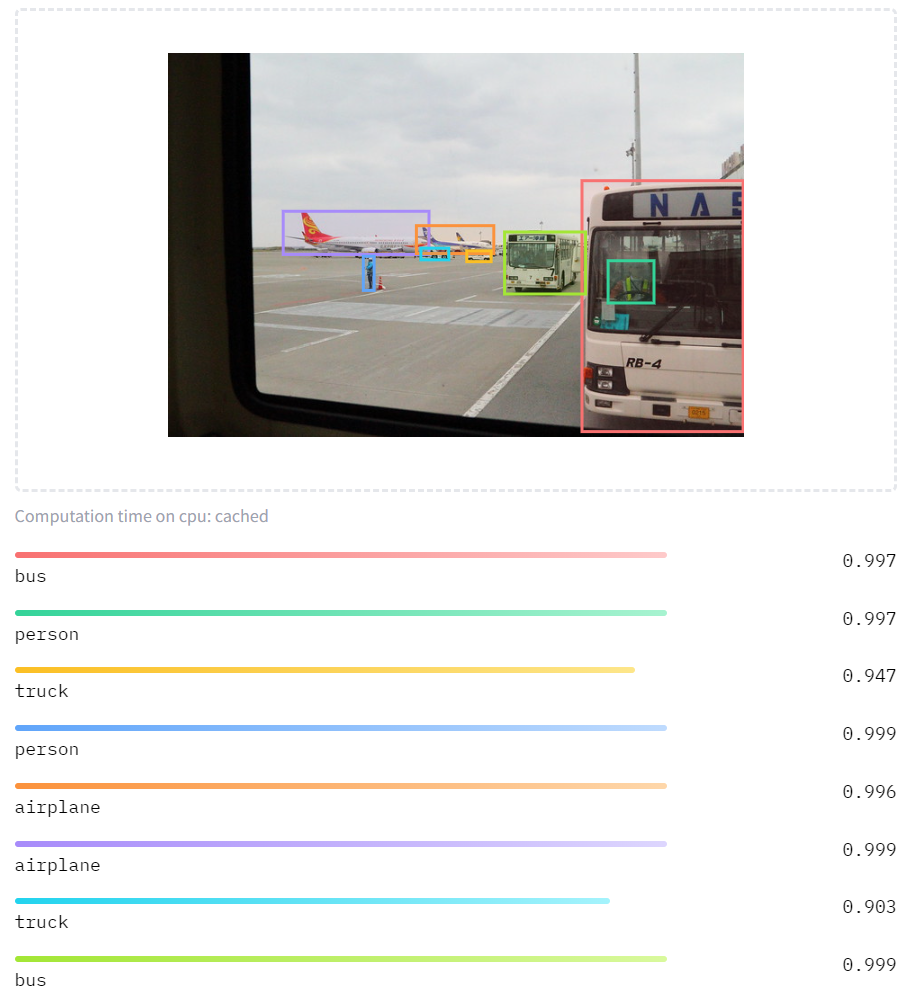 NAS
RB-4
Computation time on cpu: cached
bus 0.997
person 0.997
truck 0.947
person 0.999
airplane 0.996
airplane 0.999
truck 0.903
bus 0.999